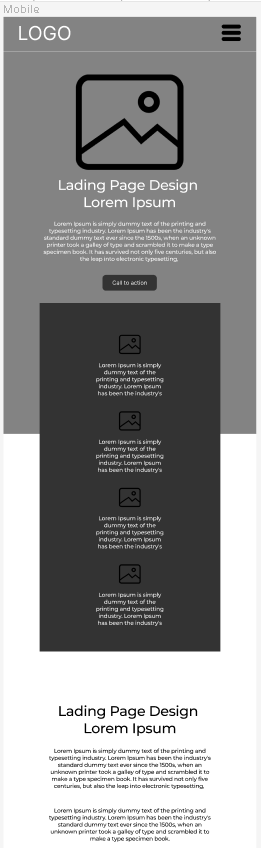 Mobile
LOGO
Lading Page Design
Lorem Ipsum
Lorem Ipsum is simply dummy text of the printing and
typesetting industry. Lorem Ipsum has been the industry's
standard dummy text ever since the 1500s, when an unknown
printer took a galley of type and scrambled it to make a type
specimen book. It has survived not only five centuries, but also
the leap into electronic typesetting,
Call to action
Lorem Ipsum is simply
dummy text of the
printing and typesetting
industry. Lorem Ipsum
has been the industry's
Lorem Ipsum is simply
dummy text of the
printing and typesetting
industry. Lorem Ipsum
has been the industry's
Lorem Ipsum is simply
dummy text of the
printing and typesetting
industry. Lorem Ipsum
has been the industry's
Lorem Ipsum is simply
dummy text of the
printing and typesetting
industry. Lorem Ipsum
has been the industry's
Lading Page Design
Lorem Ipsum
Lorem Ipsum is simply dummy text of the printing
and typesetting industry. Lorem Ipsum has been the industry's
standard dummy text ever since the 1500s, when an
unknown printer took a galley of type and scrambled it to
make a type specimen book. It has survived not only five
centuries, but also the leap into electronic typesetting,
Lorem Ipsum is simply dummy text of the printing and
typesetting industry. Lorem Ipsum has been the industry's
standard dummy text ever since the 1500s, when an
unknown printer took a galley of type and scrambled it to
make a type specimen book.